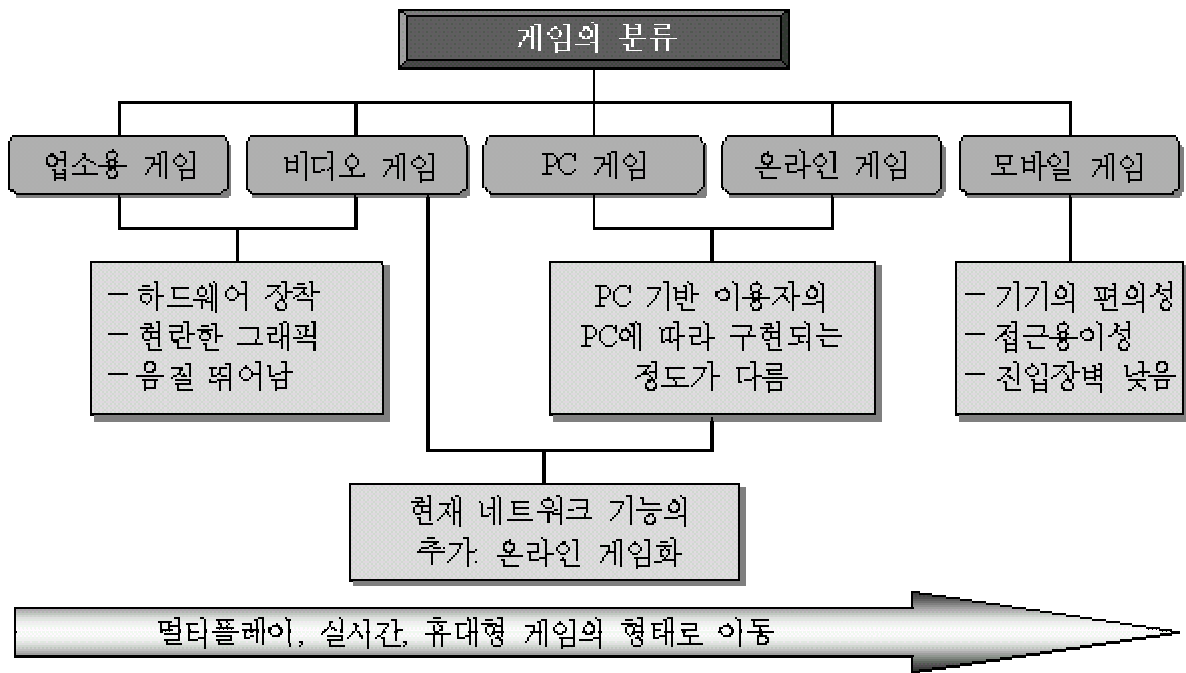 게임의 분류
업소용 게임
비디오 게임
PC 게임
온라인 게임
모바일 게임
- 하드웨어 장착
- 현란한 그래픽
- 음질 뛰어남
PC 기반 이용자의
PC에 따라 구현되는
정도가 다름
- 기기의 편의성
- 접근용이성
- 진입장벽 낮음
현재 네트워크 기능의
추가: 온라인 게임화
멀티플레이, 실시간, 휴대형 게임의 형태로 이동